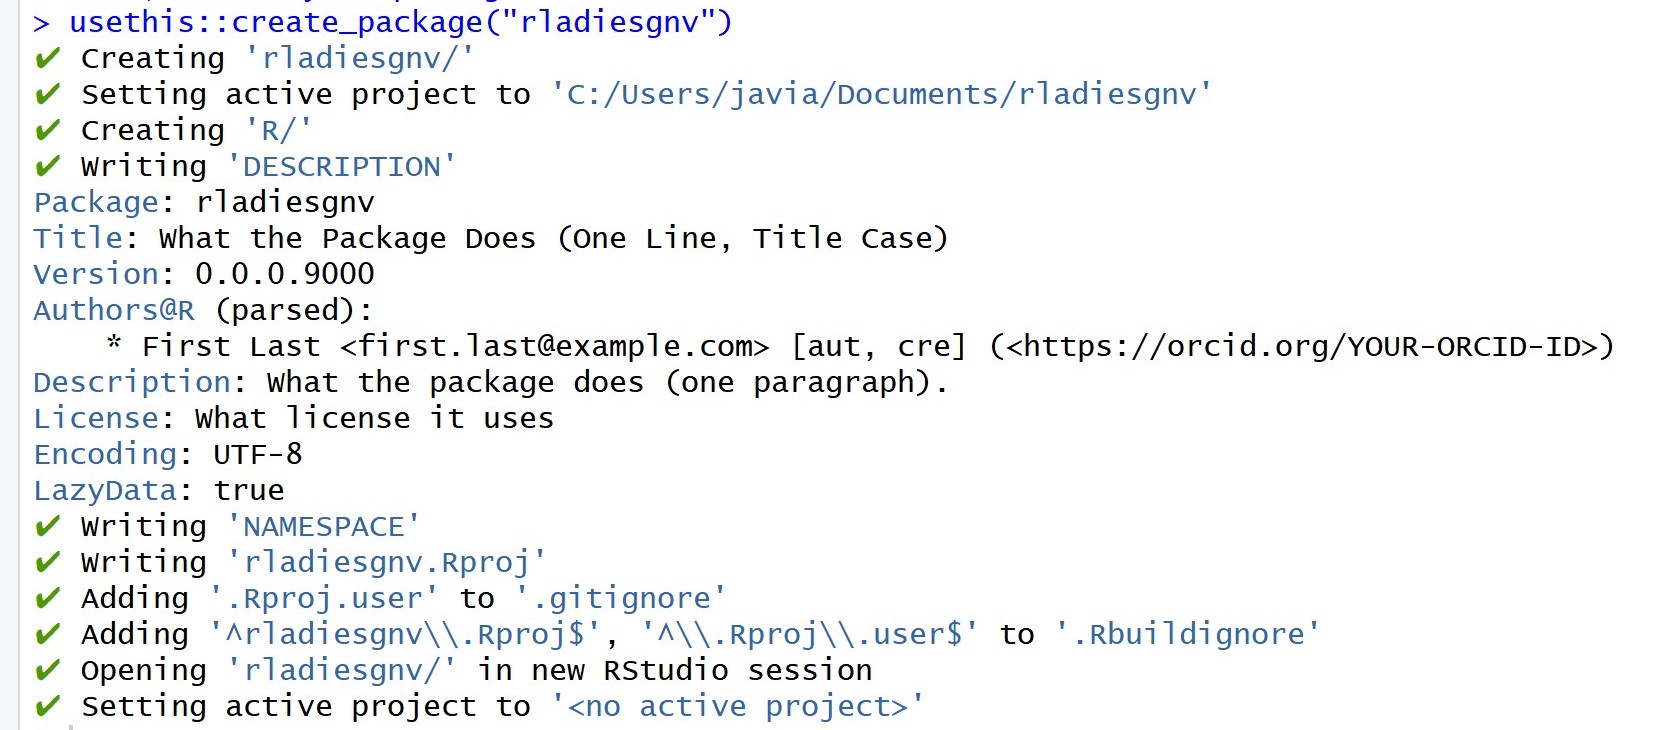 > usethis::create_package("rladiesgnv")
✔ Creating 'rladiesgnv/'
✔ Setting active project to 'C:/Users/javia/Documents/rladiesgnv'
✔ Creating 'R/'
✔ Writing 'DESCRIPTION'
Package: rladiesgnv
Title: What the Package Does (One Line, Title Case)
Version: 0.0.0.9000
Authors@R (parsed):
    * First Last <first.last@example.com> [aut, cre] (<https://orcid.org/YOUR-ORCID-ID>)
Description: What the package does (one paragraph).
License: What license it uses
Encoding: UTF-8
LazyData: true
✔ Writing 'NAMESPACE'
✔ Writing 'rladiesgnv.Rproj'
✔ Adding '.Rproj.user' to '.gitignore'
✔ Adding '^rladiesgnv\\.Rproj$', '^\\.Rproj\\.user$' to '.Rbuildignore'
✔ Opening 'rladiesgnv/' in new RStudio session
✔ Setting active project to '<no active project>'